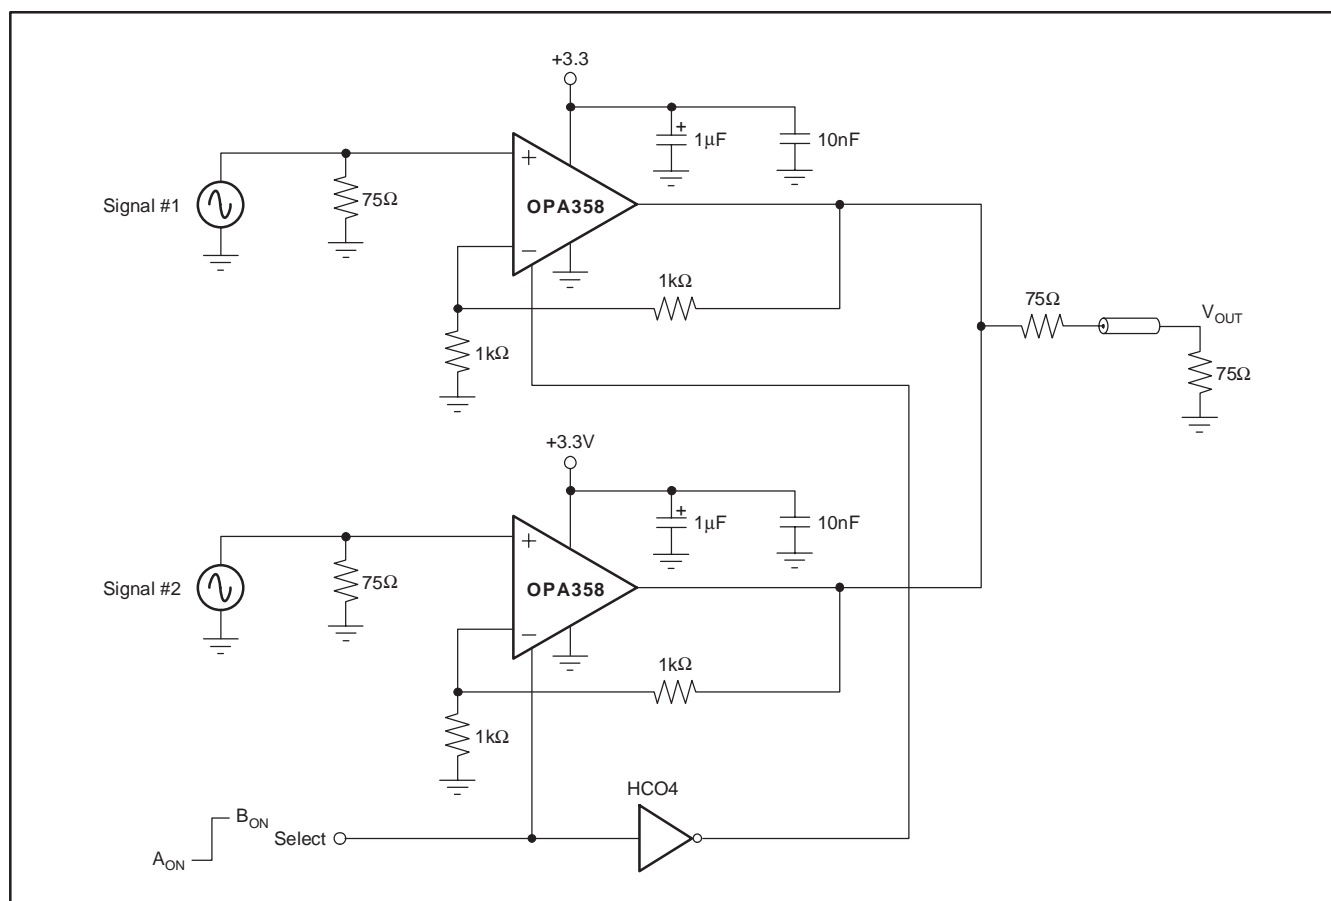 +3.3
+
1μF
10nF
+
Signal #1
75Ω
OPA358
−
1kΩ
1kΩ
75Ω
V_OUT
75Ω
+3.3V
+
1μF
10nF
+
Signal #2
75Ω
OPA358
−
1kΩ
1kΩ
HCO4
B_ON
Select
A_ON